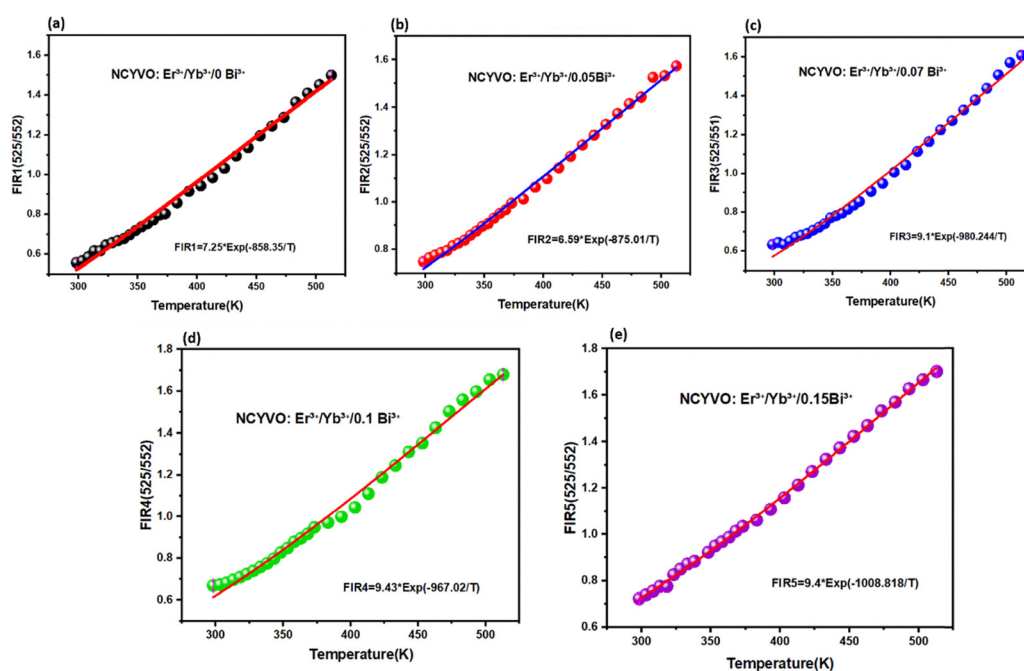 (a)
NCYVO: Er³⁺/Yb³⁺/0 Bi³⁺
FIR1(525/552)
1.6
1.4
1.2
1.0
0.8
0.6
FIR1=7.25*Exp(-858.35/T)
300 350 400 450 500
Temperature(K)
(b)
NCYVO: Er³⁺/Yb³⁺/0.05Bi³⁺
FIR2(525/552)
1.6
1.4
1.2
1.0
0.8
FIR2=6.59*Exp(-875.01/T)
300 350 400 450 500
Temperature(K)
(c)
NCYVO: Er³⁺/Yb³⁺/0.07 Bi³⁺
FIR3(525/551)
1.6
1.4
1.2
1.0
0.8
0.6
FIR3=9.1*Exp(-980.244/T)
300 350 400 450 500
Temperature(K)
(d)
NCYVO: Er³⁺/Yb³⁺/0.1 Bi³⁺
FIR4(525/552)
1.8
1.6
1.4
1.2
1.0
0.8
0.6
FIR4=9.43*Exp(-967.02/T)
300 350 400 450 500
Temperature(K)
(e)
NCYVO: Er³⁺/Yb³⁺/0.15Bi³⁺
FIR5(525/552)
1.8
1.6
1.4
1.2
1.0
0.8
0.6
FIR5=9.4*Exp(-1008.818/T)
300 350 400 450 500
Temperature(K)